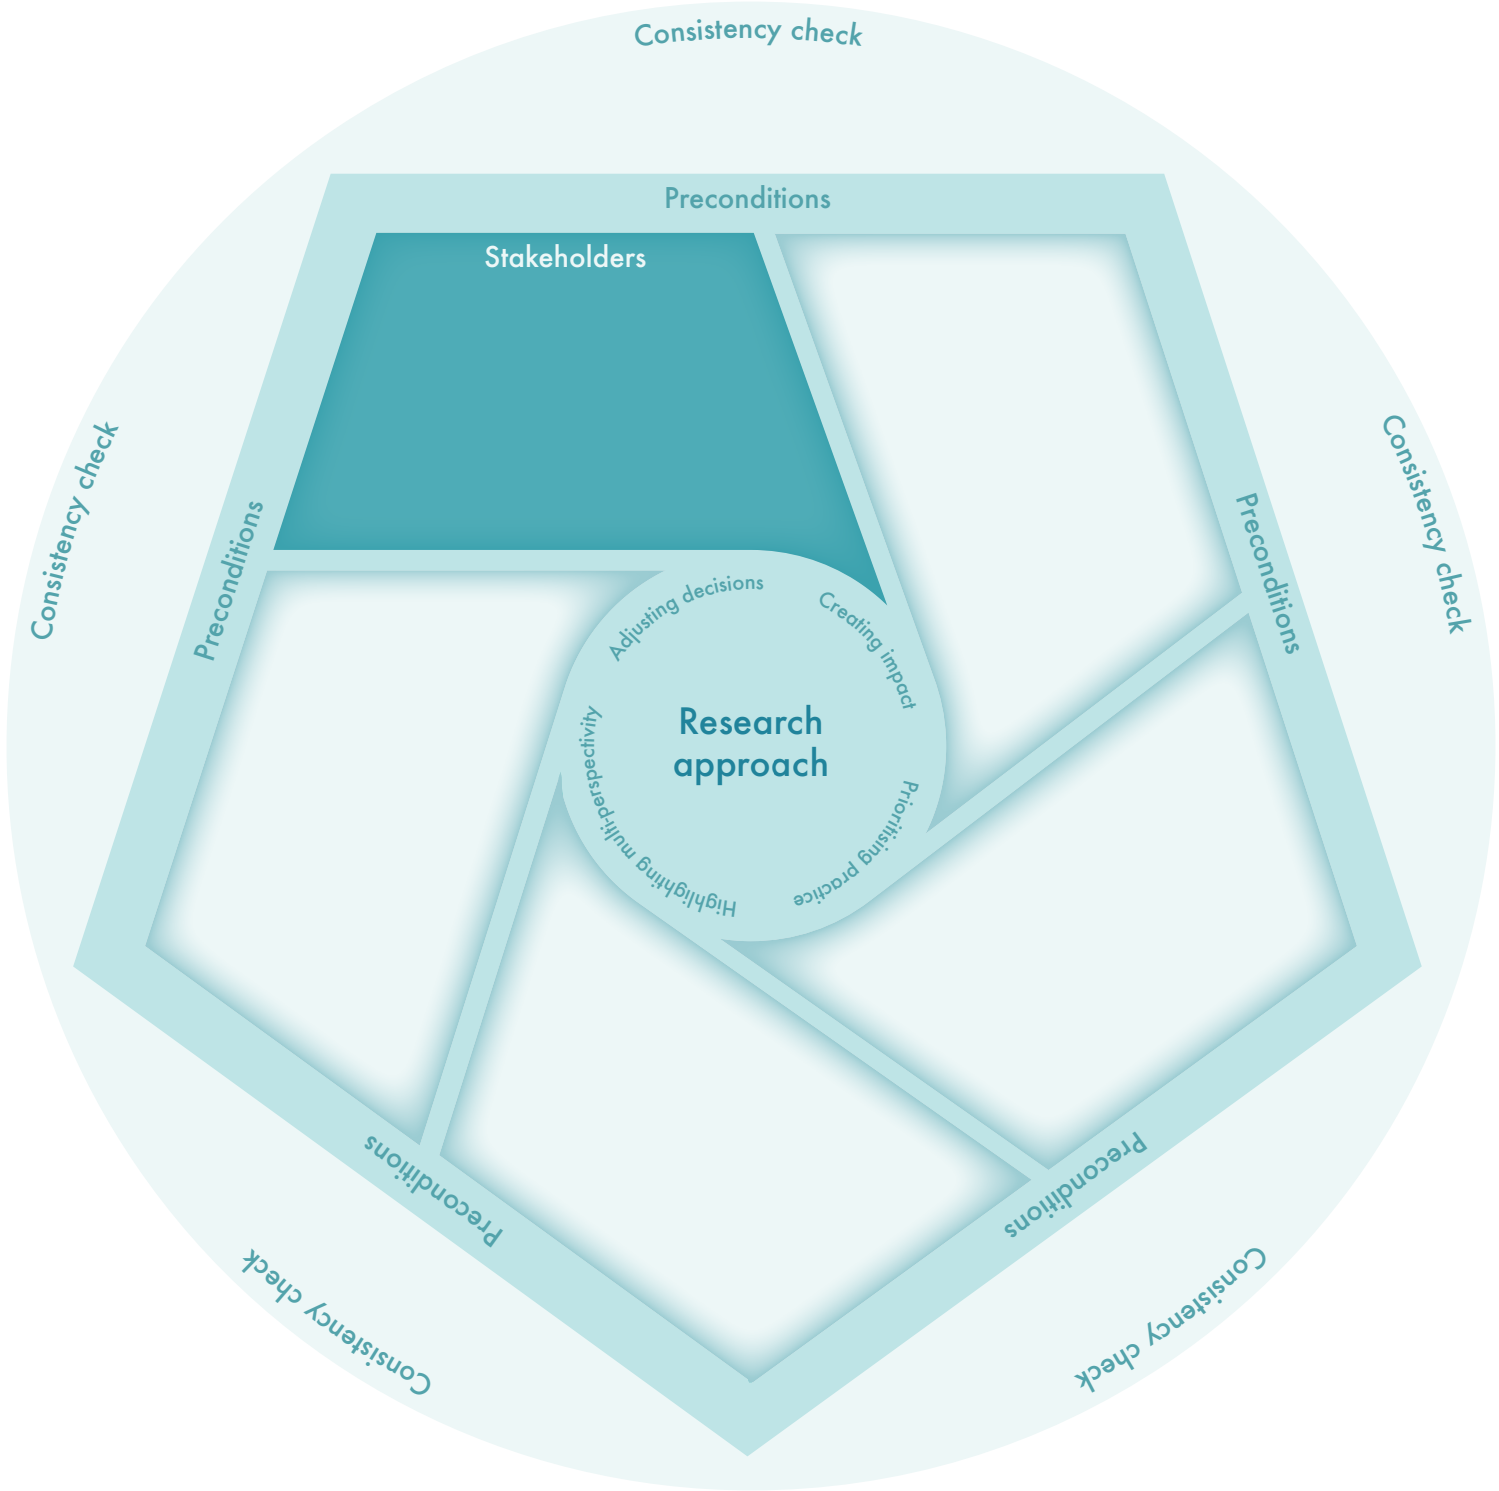 Consistency check
Preconditions
Stakeholders
Consistency check
Consistency check
Preconditions
Preconditions
Adjusting decisions
Creating impact
Research
approach
Highlighting multi-perspectivity
Prioritising practice
Preconditions
Preconditions
Consistency check
Consistency check